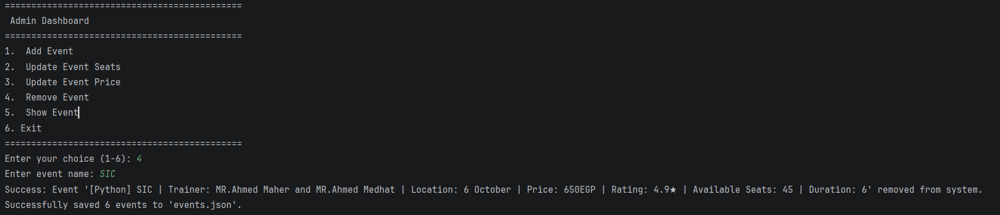 =============================================
 Admin Dashboard
=============================================
1.  Add Event
2.  Update Event Seats
3.  Update Event Price
4.  Remove Event
5.  Show Event
6. Exit
=============================================
Enter your choice (1-6): 4
Enter event name: SIC
Success: Event '[Python] SIC | Trainer: MR.Ahmed Maher and MR.Ahmed Medhat | Location: 6 October | Price: 650EGP | Rating: 4.9★ | Available Seats: 45 | Duration: 6' removed from system.
Successfully saved 6 events to 'events.json'.